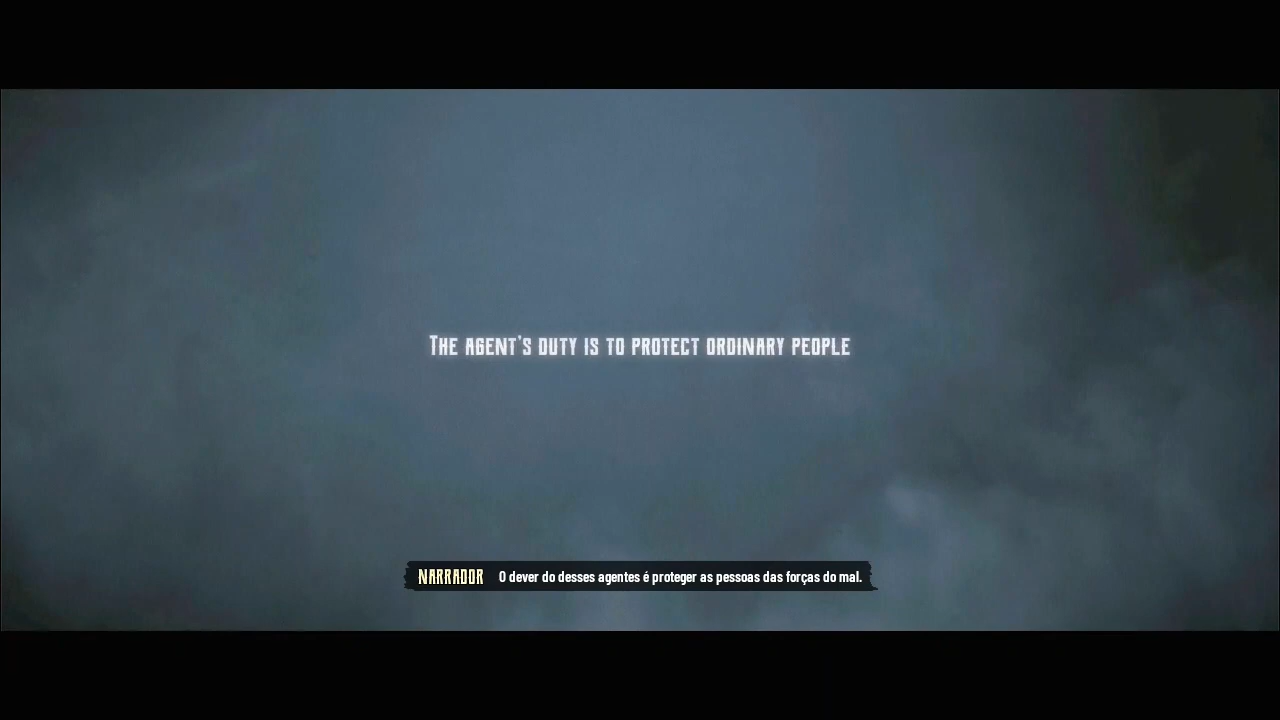 THE AGENT'S DUTY IS TO PROTECT ORDINARY PEOPLE
NARRADOR O dever do desses agentes é proteger as pessoas das forças do mal.